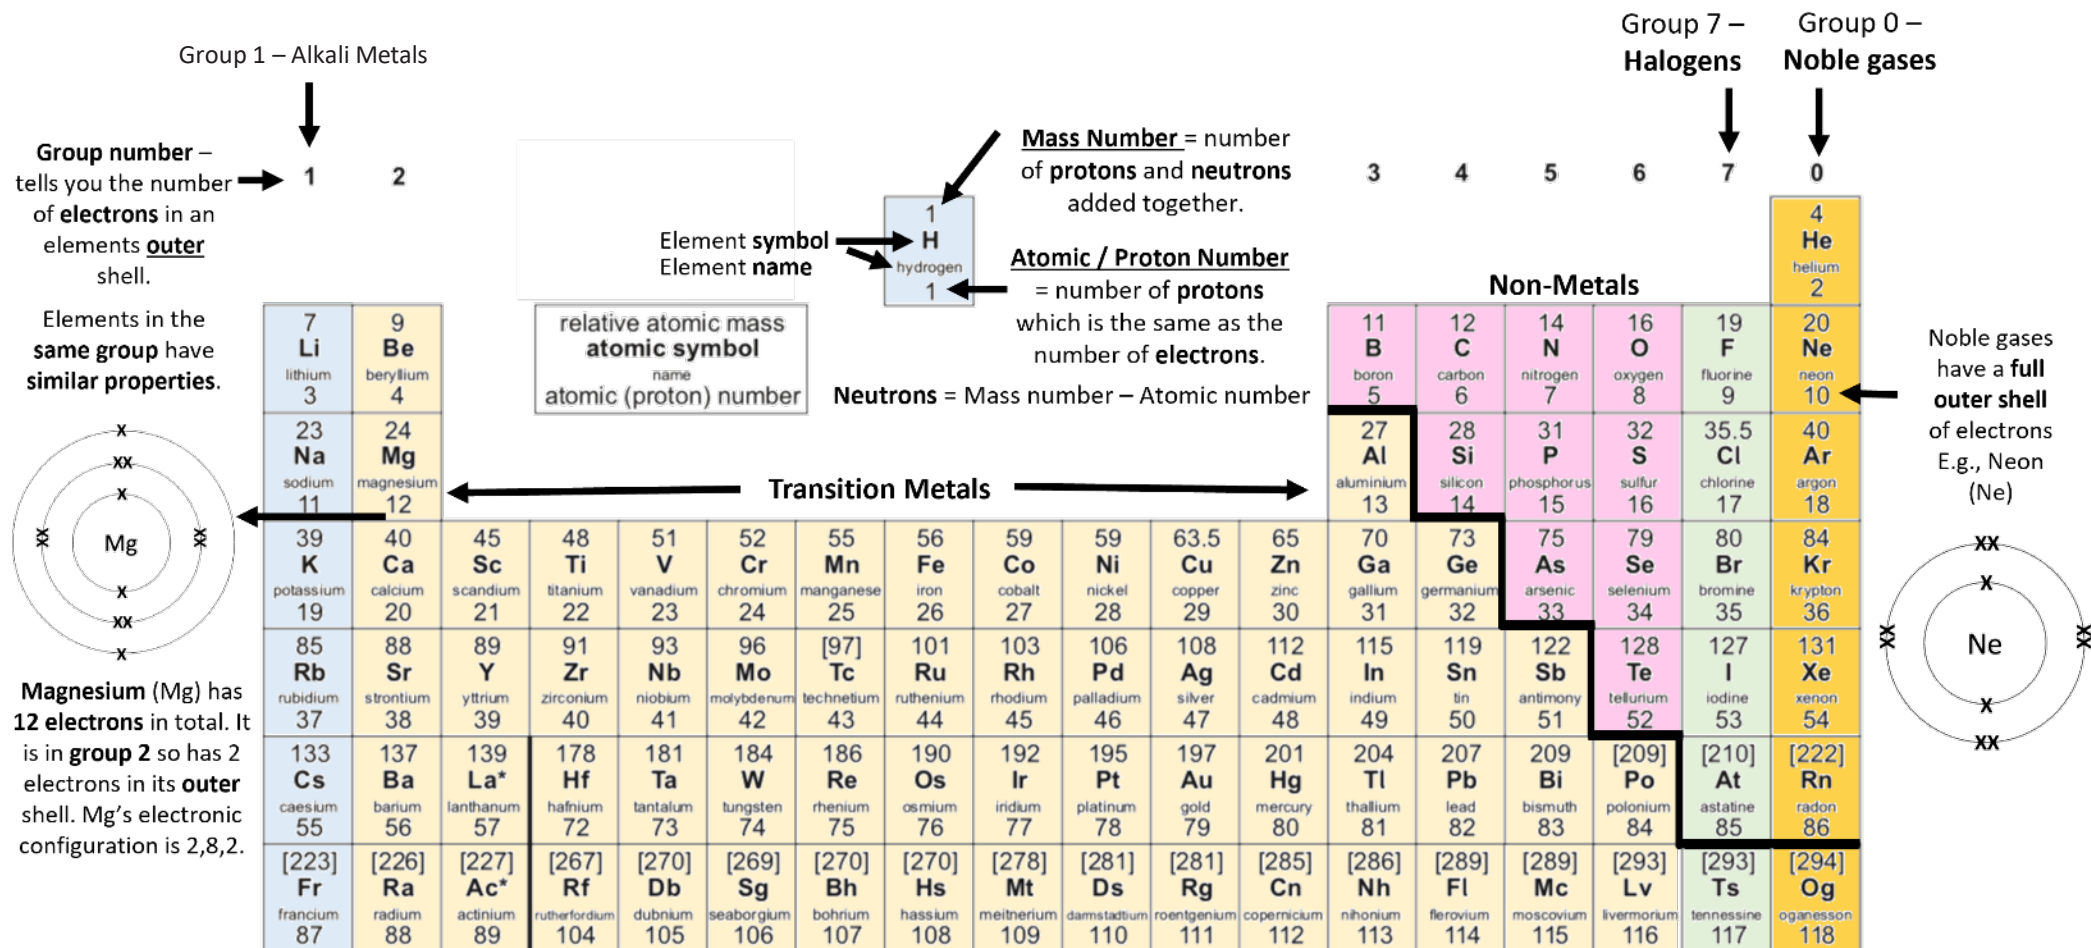 Group 1 – Alkali Metals
Group 7 –
Halogens
Group 0 –
Noble gases
Group number –
tells you the number
of electrons in an
elements outer
shell.
Elements in the
same group have
similar properties.
1 2 3 4 5 6 7 0
Mass Number = number
of protons and neutrons
added together.
Element symbol
Element name
1
H
hydrogen
1
Atomic / Proton Number
= number of protons
which is the same as the
number of electrons.
Neutrons = Mass number – Atomic number
Non-Metals
4
He
helium
2
relative atomic mass
atomic symbol
name
atomic (proton) number
7 9 11 12 14 16 19 20
Li Be B C N O F Ne
lithium beryllium boron carbon nitrogen oxygen fluorine neon
3 4 5 6 7 8 9 10
Noble gases
have a full
outer shell
of electrons
E.g., Neon
(Ne)
23 24 27 28 31 32 35.5 40
Na Mg Al Si P S Cl Ar
sodium magnesium aluminium silicon phosphorus sulfur chlorine argon
11 12 13 14 15 16 17 18
Transition Metals
39 40 45 48 51 52 55 56 59 59 63.5 65 70 73 75 79 80 84
K Ca Sc Ti V Cr Mn Fe Co Ni Cu Zn Ga Ge As Se Br Kr
potassium calcium scandium titanium vanadium chromium manganese iron cobalt nickel copper zinc gallium germanium arsenic selenium bromine krypton
19 20 21 22 23 24 25 26 27 28 29 30 31 32 33 34 35 36
85 88 89 91 93 96 [97] 101 103 106 108 112 115 119 122 128 127 131
Rb Sr Y Zr Nb Mo Tc Ru Rh Pd Ag Cd In Sn Sb Te I Xe
rubidium strontium yttrium zirconium niobium molybdenum technetium ruthenium rhodium palladium silver cadmium indium tin antimony tellurium iodine xenon
37 38 39 40 41 42 43 44 45 46 47 48 49 50 51 52 53 54
133 137 139 178 181 184 186 190 192 195 197 201 204 207 209 [209] [210] [222]
Cs Ba La* Hf Ta W Re Os Ir Pt Au Hg Tl Pb Bi Po At Rn
caesium barium lanthanum hafnium tantalum tungsten rhenium osmium iridium platinum gold mercury thallium lead bismuth polonium astatine radon
55 56 57 72 73 74 75 76 77 78 79 80 81 82 83 84 85 86
[223] [226] [227] [267] [270] [269] [270] [270] [278] [281] [281] [285] [286] [289] [289] [293] [293] [294]
Fr Ra Ac* Rf Db Sg Bh Hs Mt Ds Rg Cn Nh Fl Mc Lv Ts Og
francium radium actinium rutherfordium dubnium seaborgium bohrium hassium meitnerium darmstadtium roentgenium copernicium nihonium flerovium moscovium livermorium tennessine oganesson
87 88 89 104 105 106 107 108 109 110 111 112 113 114 115 116 117 118
x
xx
x
xx Mg xx
x
xx
x
Magnesium (Mg) has
12 electrons in total. It
is in group 2 so has 2
electrons in its outer
shell. Mg’s electronic
configuration is 2,8,2.
xx
x
xx Ne xx
x
xx